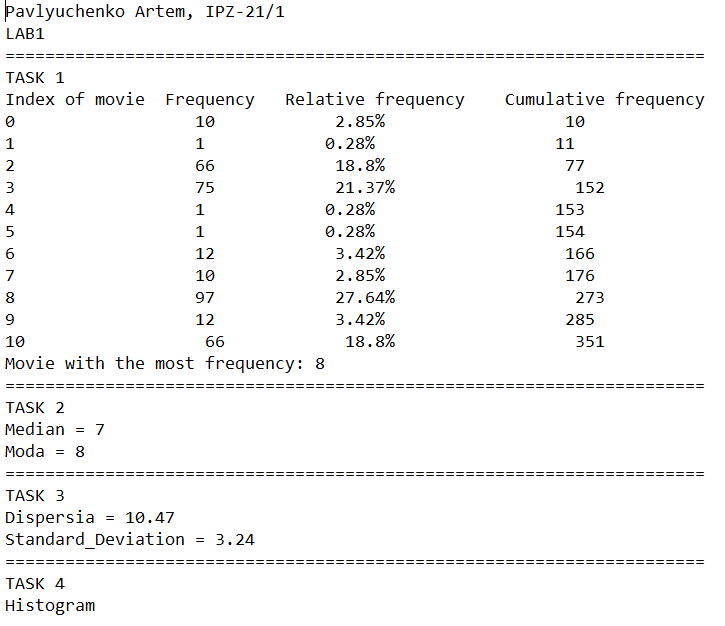 Pavlyuchenko Artem, IPZ-21/1
LAB1
======================================================================
TASK 1
Index of movie  Frequency   Relative frequency    Cumulative frequency
0                  10            2.85%                  10
1                  1            0.28%                  11
2                  66            18.8%                  77
3                  75            21.37%                  152
4                  1            0.28%                  153
5                  1            0.28%                  154
6                  12            3.42%                  166
7                  10            2.85%                  176
8                  97            27.64%                  273
9                  12            3.42%                  285
10                  66            18.8%                  351
Movie with the most frequency: 8
======================================================================
TASK 2
Median = 7
Moda = 8
======================================================================
TASK 3
Dispersia = 10.47
Standard_Deviation = 3.24
======================================================================
TASK 4
Histogram